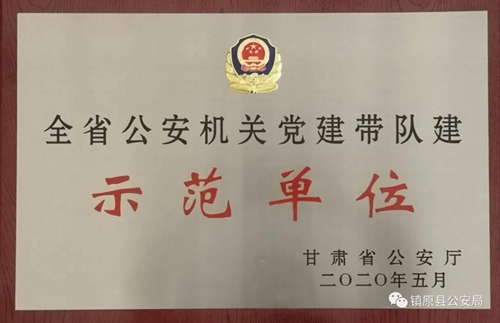 全省公安机关党建带队建
示范单位
甘肃省公安厅
二〇二〇年五月
镇原县公安局